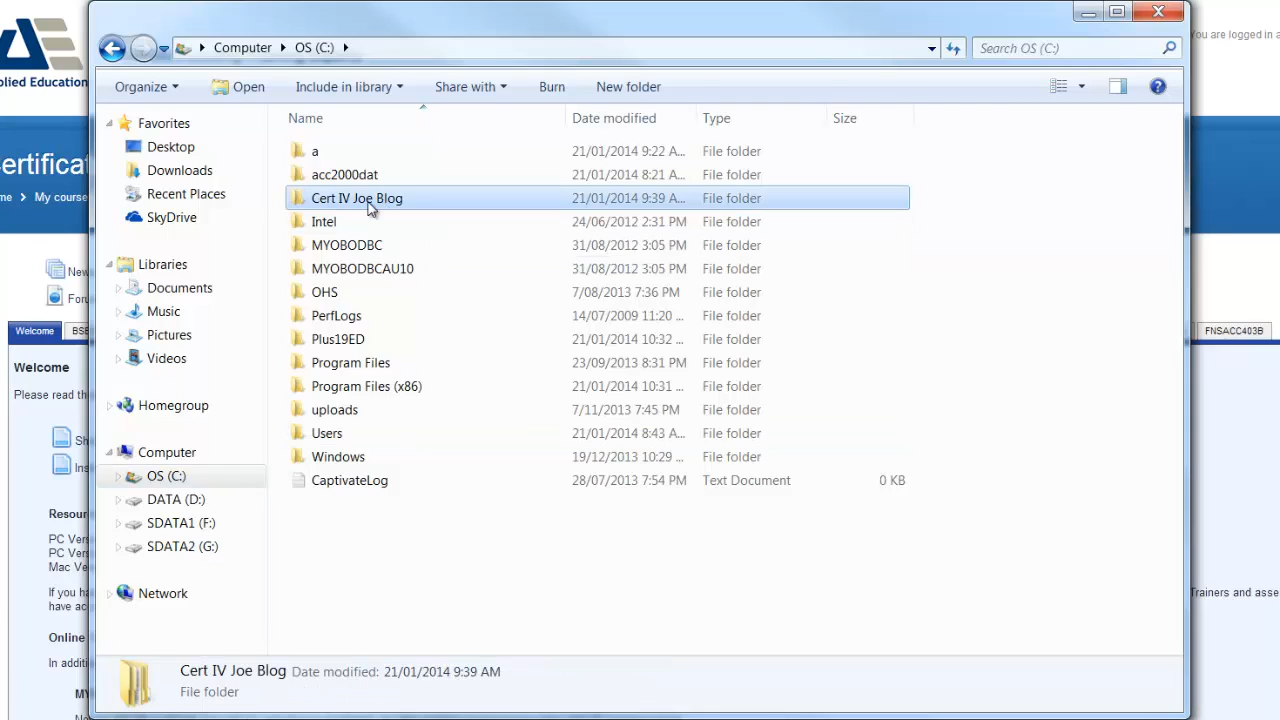 You are logged in a
plied Education
Certificat
me > My course
New
Foru
Welcome
BSB
FNSACC403B
Welcome
Please read the
Sh
Ins
Resour
PC Vers
PC Vers
Mac Ve
If you ha
have acc
Trainers and asse
Online
In additi
MY
Computer
OS (C:)
Search OS (C:)
Organize
Open
Include in library
Share with
Burn
New folder
Favorites
Desktop
Downloads
Recent Places
SkyDrive
Libraries
Documents
Music
Pictures
Videos
Homegroup
Computer
OS (C:)
DATA (D:)
SDATA1 (F:)
SDATA2 (G:)
Network
Name Date modified Type Size
a 21/01/2014 9:22 A... File folder
acc2000dat 21/01/2014 8:21 A... File folder
Cert IV Joe Blog 21/01/2014 9:39 A... File folder
Intel 24/06/2012 2:31 PM File folder
MYOBODBC 31/08/2012 3:05 PM File folder
MYOBODBCAU10 31/08/2012 3:05 PM File folder
OHS 7/08/2013 7:36 PM File folder
PerfLogs 14/07/2009 11:20 ... File folder
Plus19ED 21/01/2014 10:32 ... File folder
Program Files 23/09/2013 8:31 PM File folder
Program Files (x86) 21/01/2014 10:31 ... File folder
uploads 7/11/2013 7:45 PM File folder
Users 21/01/2014 8:43 A... File folder
Windows 19/12/2013 10:29 ... File folder
CaptivateLog 28/07/2013 7:54 PM Text Document 0 KB
Cert IV Joe Blog Date modified: 21/01/2014 9:39 AM
File folder